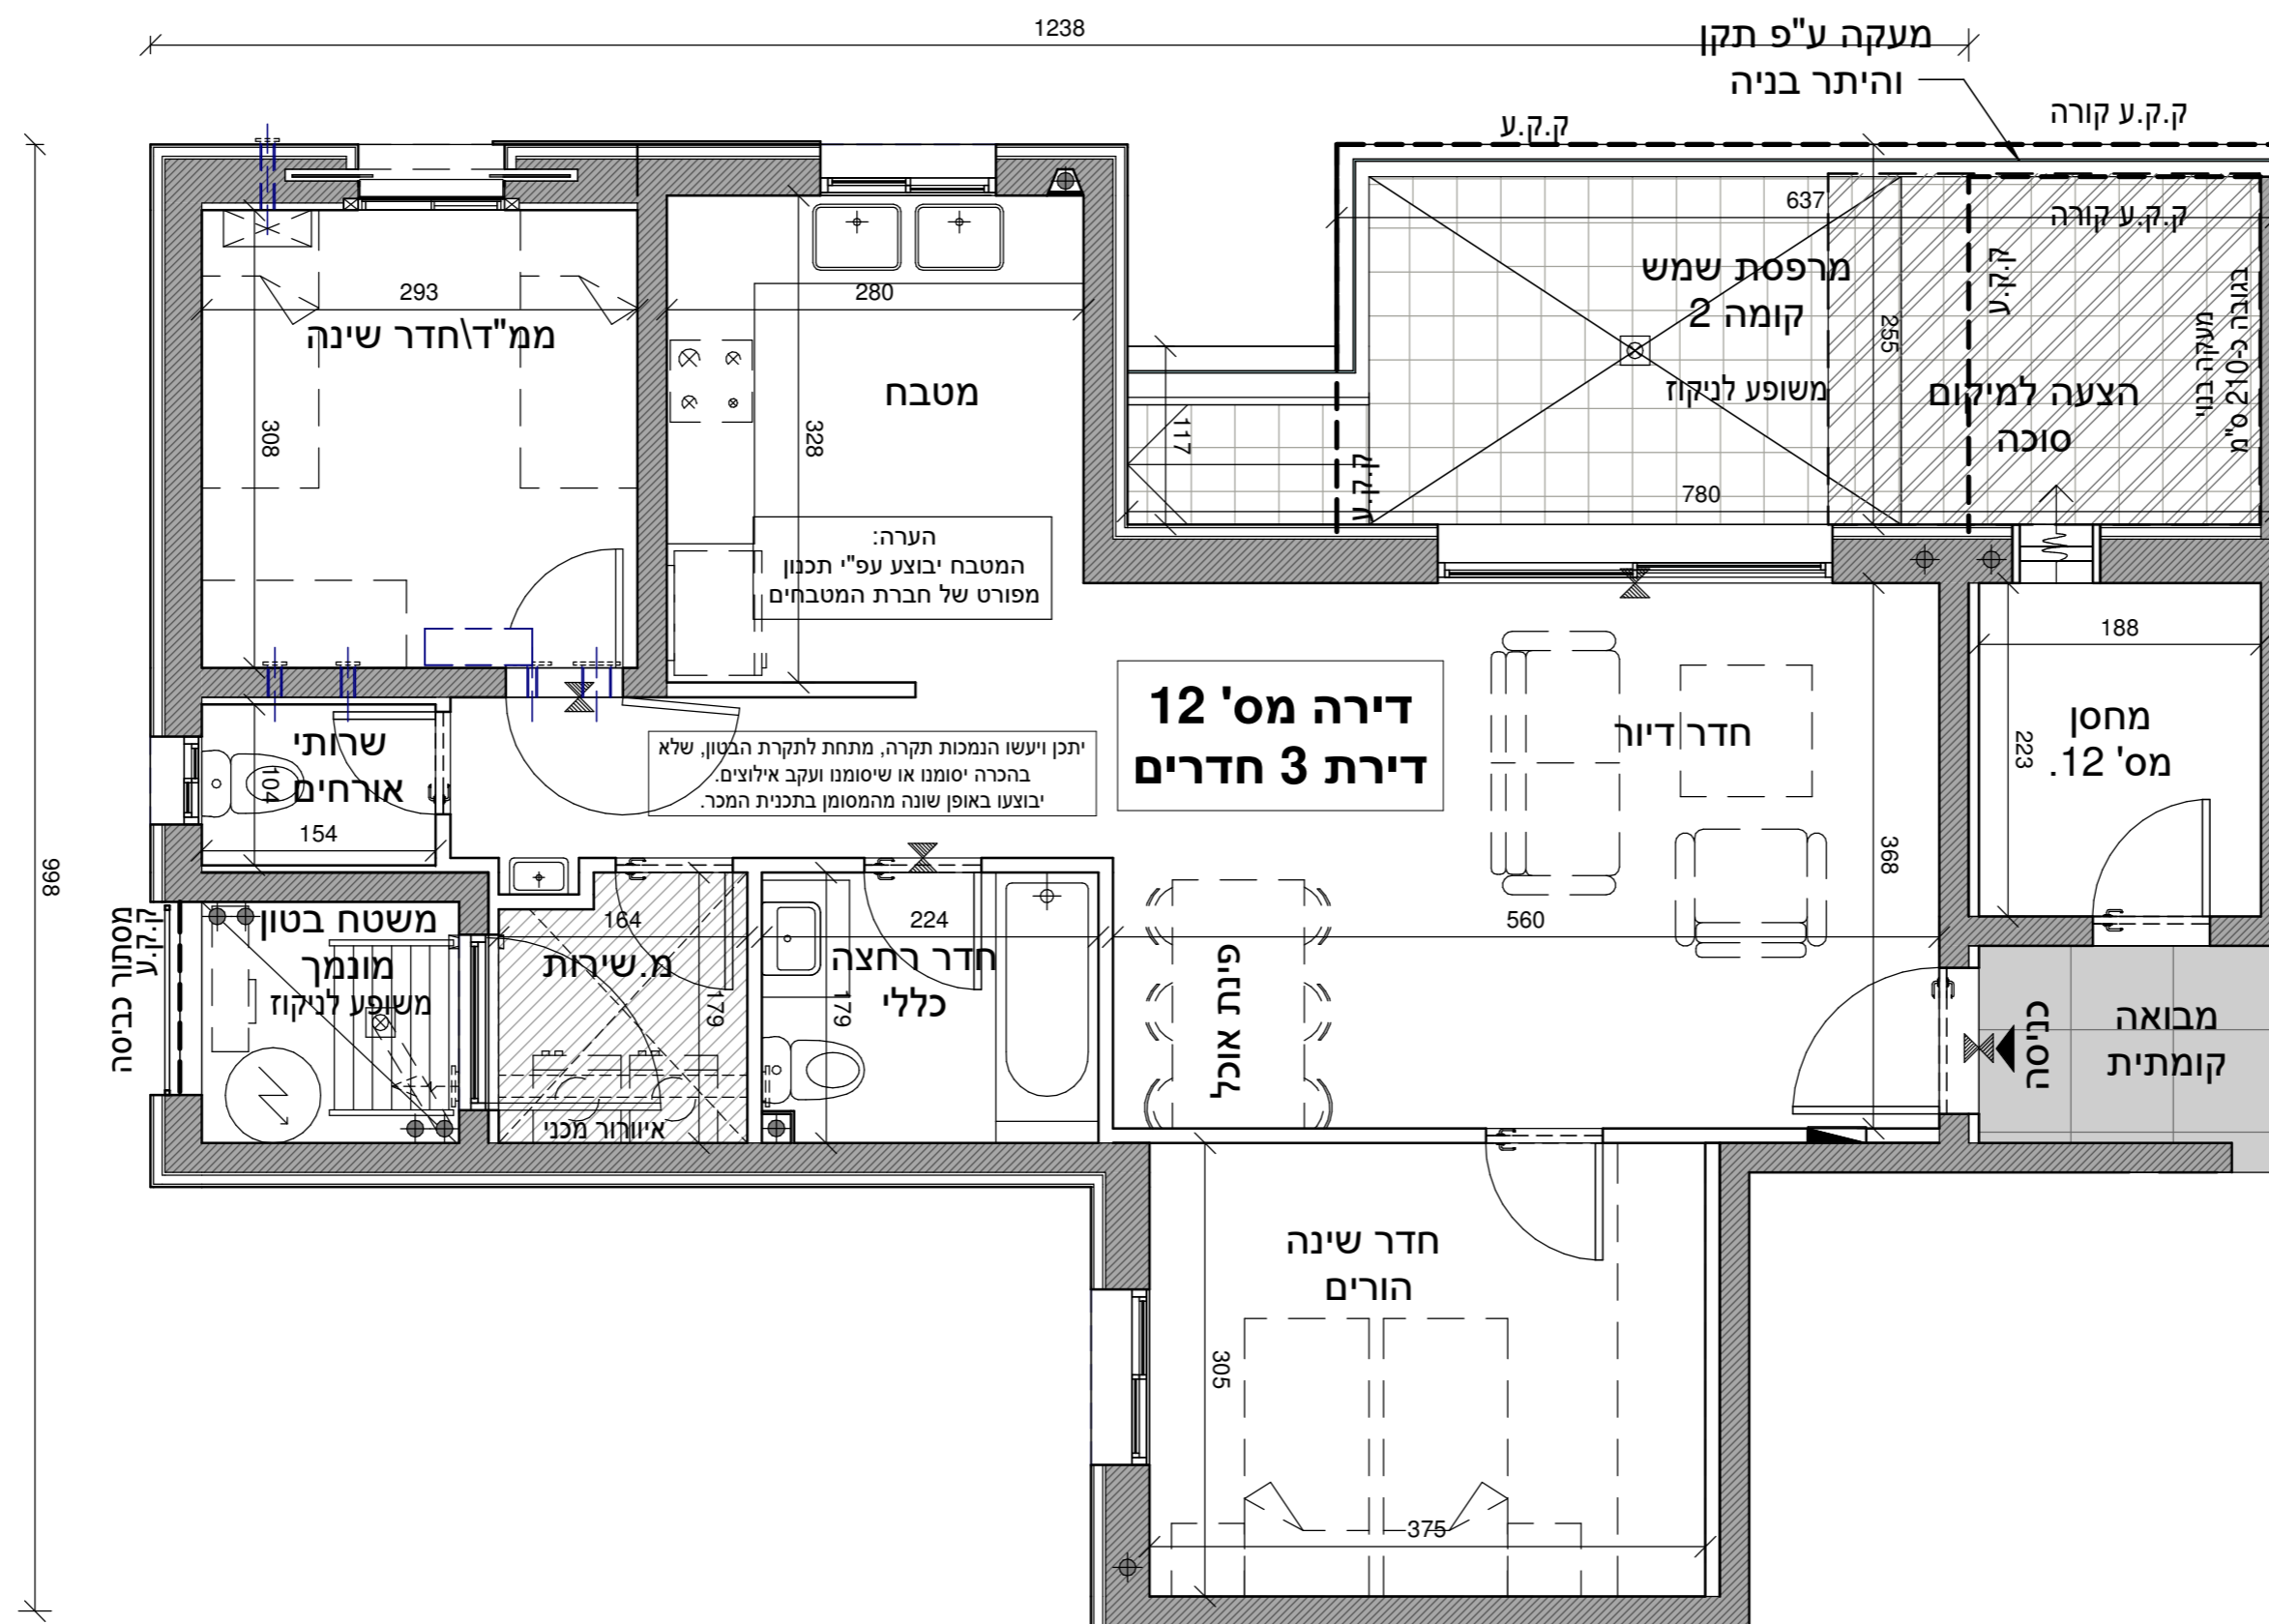 1238
מעקה ע"פ תקן
והיתר בניה
ק.ק.ע קורה
ק.ק.ע
637
ק.ק.ע קורה
מרפסת שמש
קומה 2
משופע לניקוז
255
ק.ק.ע
הצעה למיקום
סוכה
מעקה בנוי
בגובה כ-210 ס"מ
780
117
ק.ק.ע
293
ממ"ד\חדר שינה
308
280
מטבח
328
הערה:
המטבח יבוצע עפ"י תכנון
מפורט של חברת המטבחים
188
מחסן
מס' 12.
223
דירה מס' 12
דירת 3 חדרים
חדר דיור
368
יתכן ויעשו הנמכות תקרה, מתחת לתקרת הבטון, שלא
בהכרה יסומנו או שיסומנו ועקב אילוצים.
יבוצעו באופן שונה מהמסומן בתכנית המכר.
שרותי
אורחים
104
154
998
מסתור כביסה
ק.ק.ע
משטח בטון
מונמך
משופע לניקוז
164
מ.שירות
179
איוורור מכני
224
חדר רחצה
כללי
179
560
פינת אוכל
כניסה
מבואה
קומתית
חדר שינה
הורים
305
375